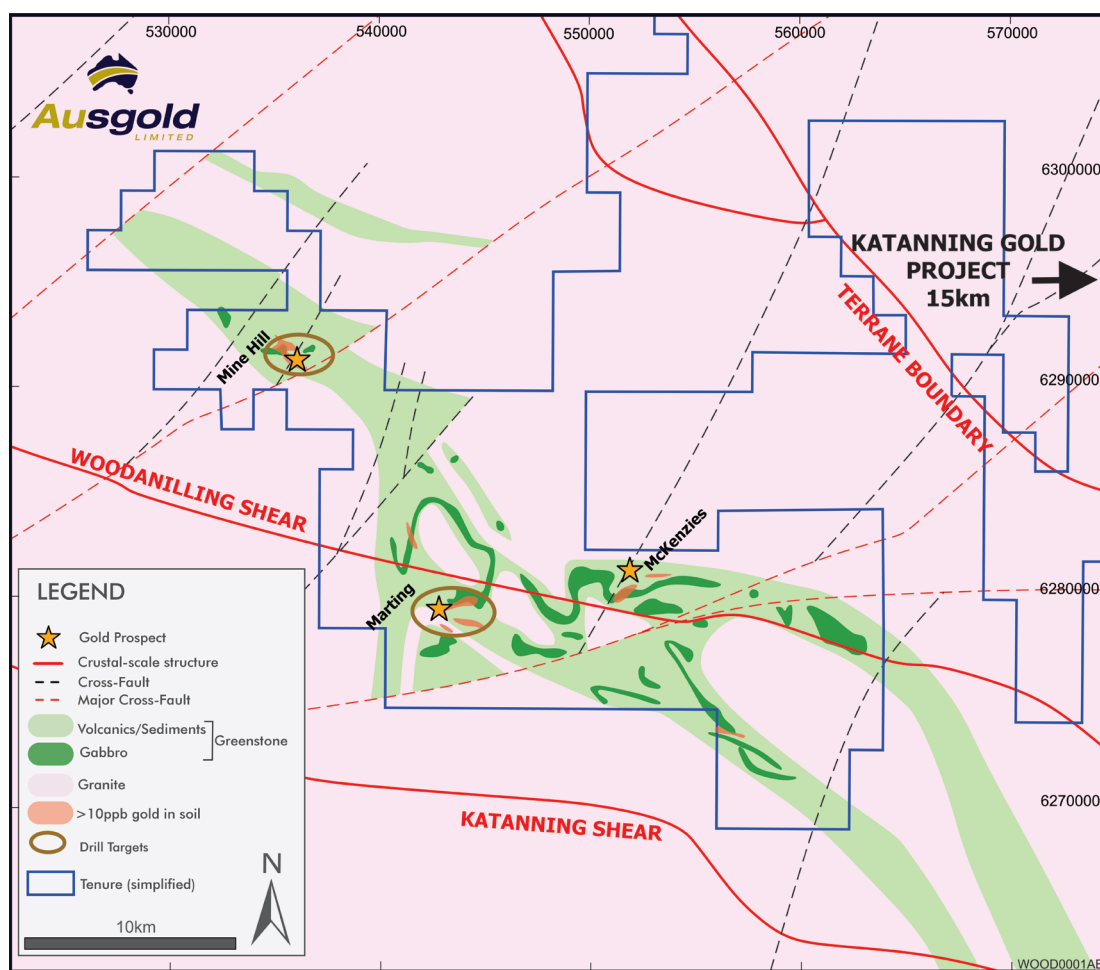 530000
540000
550000
560000
570000
Ausgold
LIMITED
6300000
KATANNING GOLD
PROJECT
15km
TERRANE BOUNDARY
Mine Hill
6290000
WOODANILLING SHEAR
McKenzies
Marting
6280000
LEGEND
Gold Prospect
Crustal-scale structure
Cross-Fault
Major Cross-Fault
Volcanics/Sediments
Greenstone
Gabbro
Granite
>10ppb gold in soil
Drill Targets
Tenure (simplified)
N
10km
6270000
KATANNING SHEAR